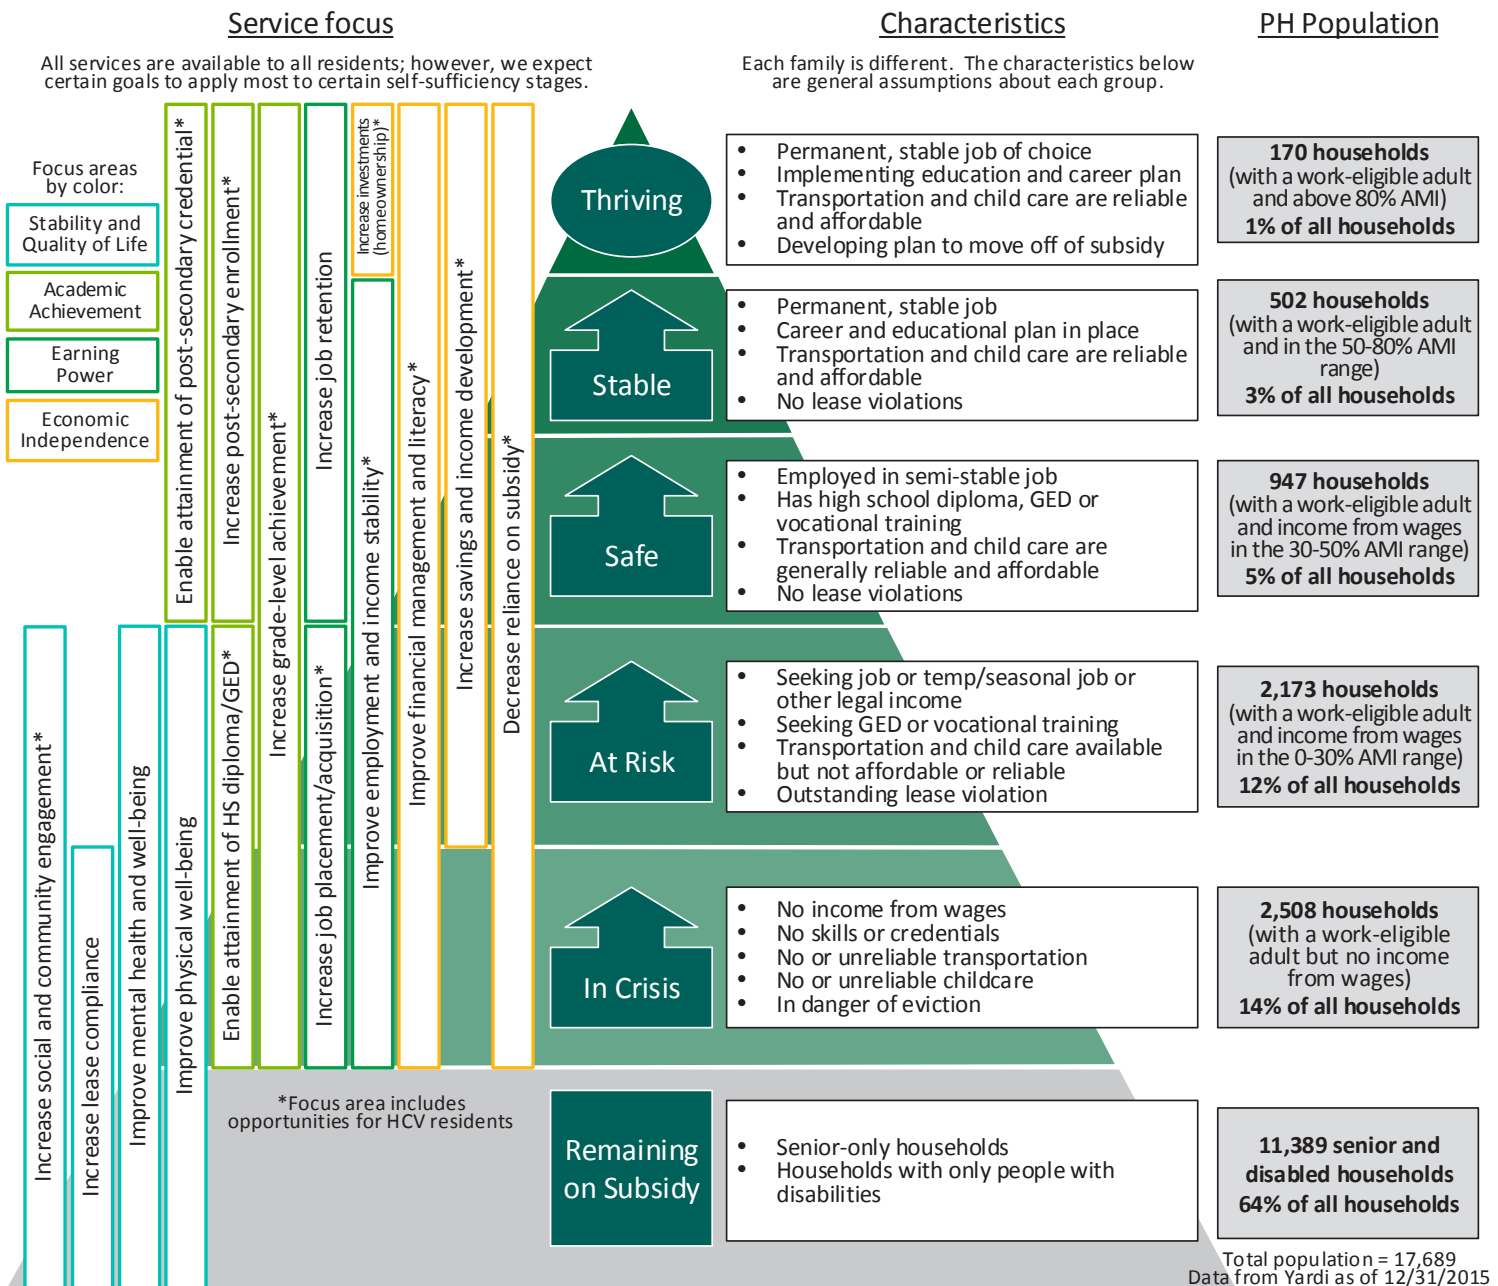 Service focus
All services are available to all residents; however, we expect
certain goals to apply most to certain self-sufficiency stages.
Focus areas
by color:
Stability and
Quality of Life
Academic
Achievement
Earning
Power
Economic
Independence
Increase social and community engagement*
Increase lease compliance
Improve mental health and well-being
Improve physical well-being
Enable attainment of post-secondary credential*
Increase post-secondary enrollment*
Enable attainment of HS diploma/GED*
Increase grade-level achievement*
Increase job retention
Increase job placement/acquisition*
Increase investments
(homeownership)*
Improve employment and income stability*
Improve financial management and literacy*
Increase savings and income development*
Decrease reliance on subsidy*
*Focus area includes
opportunities for HCV residents
Characteristics
Each family is different.  The characteristics below
are general assumptions about each group.
PH Population
Thriving
• Permanent, stable job of choice
• Implementing education and career plan
• Transportation and child care are reliable
and affordable
• Developing plan to move off of subsidy
170 households
(with a work-eligible adult
and above 80% AMI)
1% of all households
Stable
• Permanent, stable job
• Career and educational plan in place
• Transportation and child care are reliable
and affordable
• No lease violations
502 households
(with a work-eligible adult
and in the 50-80% AMI
range)
3% of all households
Safe
• Employed in semi-stable job
• Has high school diploma, GED or
vocational training
• Transportation and child care are
generally reliable and affordable
• No lease violations
947 households
(with a work-eligible adult
and income from wages
in the 30-50% AMI range)
5% of all households
At Risk
• Seeking job or temp/seasonal job or
other legal income
• Seeking GED or vocational training
• Transportation and child care available
but not affordable or reliable
• Outstanding lease violation
2,173 households
(with a work-eligible adult
and income from wages
in the 0-30% AMI range)
12% of all households
In Crisis
• No income from wages
• No skills or credentials
• No or unreliable transportation
• No or unreliable childcare
• In danger of eviction
2,508 households
(with a work-eligible
adult but no income
from wages)
14% of all households
Remaining
on Subsidy
• Senior-only households
• Households with only people with
disabilities
11,389 senior and
disabled households
64% of all households
Total population = 17,689
Data from Yardi as of 12/31/2015